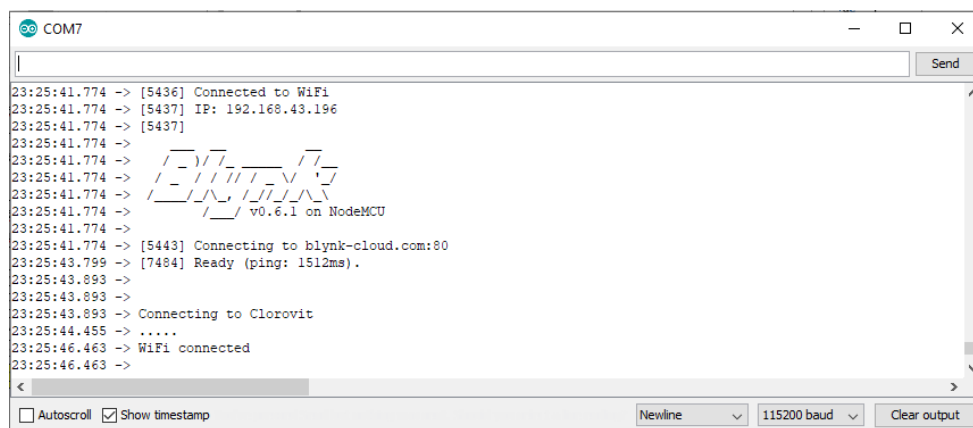 COM7
Send
23:25:41.774 -> [5436] Connected to WiFi
23:25:41.774 -> [5437] IP: 192.168.43.196
23:25:41.774 -> [5437]
23:25:41.774 ->     ___  __          __
23:25:41.774 ->    / _ )/ /_ _____  / /__
23:25:41.774 ->   / _  / / // / _ \/  '_/
23:25:41.774 ->  /____/_/\_, /_//_/_/\_\
23:25:41.774 ->         /___/ v0.6.1 on NodeMCU
23:25:41.774 ->
23:25:41.774 -> [5443] Connecting to blynk-cloud.com:80
23:25:43.799 -> [7484] Ready (ping: 1512ms).
23:25:43.893 ->
23:25:43.893 ->
23:25:43.893 -> Connecting to Clorovit
23:25:44.455 -> .....
23:25:46.463 -> WiFi connected
23:25:46.463 ->
Autoscroll Show timestamp Newline 115200 baud Clear output